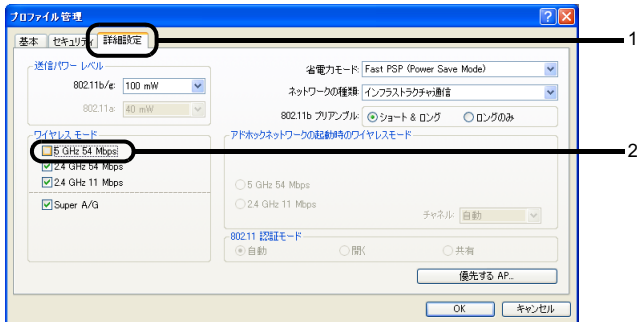 プロファイル管理
基本 セキュリティ 詳細設定
1
送信パワー レベル
802.11b/g: 100 mW
802.11a: 40 mW
省電力モード: Fast PSP (Power Save Mode)
ネットワークの種類: インフラストラクチャ通信
802.11b プリアンブル: ショート & ロング ロングのみ
ワイヤレス モード
5 GHz 54 Mbps
2
2.4 GHz 54 Mbps
2.4 GHz 11 Mbps
Super A/G
アドホックネットワークの起動時のワイヤレスモード
5 GHz 54 Mbps
2.4 GHz 11 Mbps
チャネル: 自動
802.11 認証モード
自動 開く 共有
優先する AP...
OK キャンセル